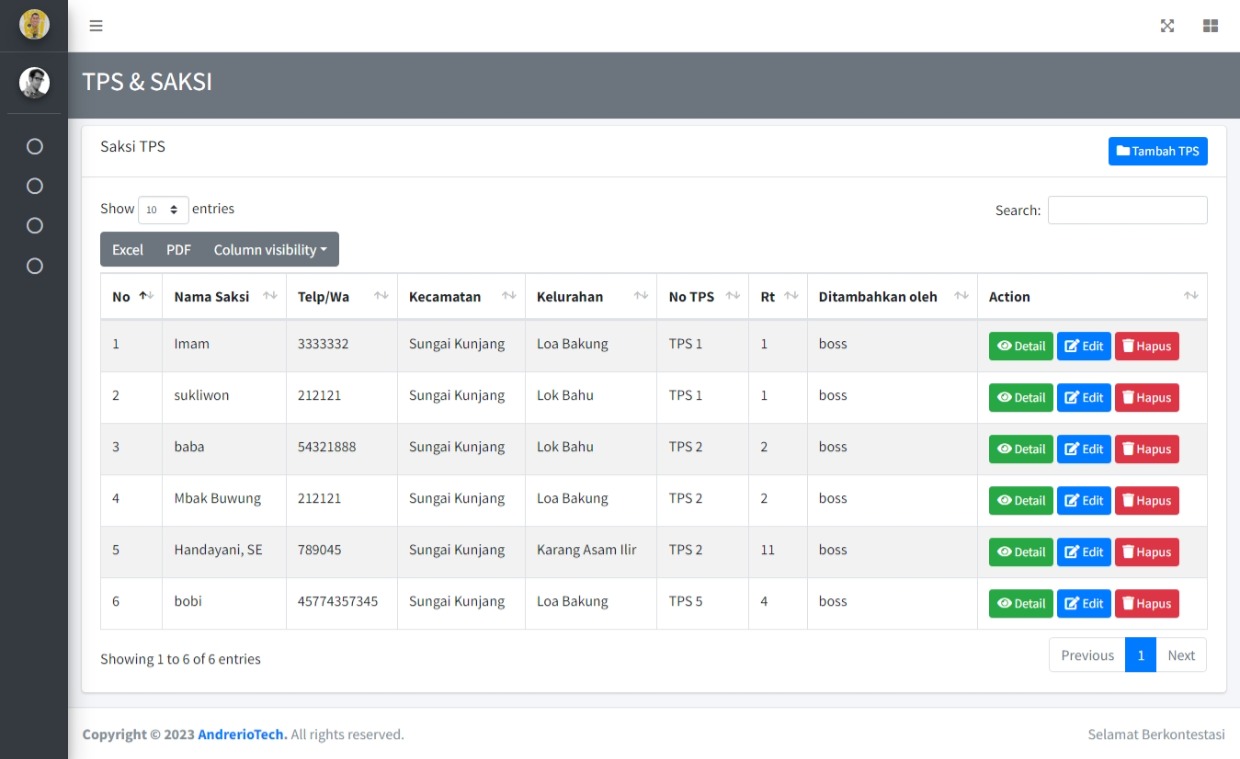 TPS & SAKSI
Saksi TPS
Tambah TPS
Show 10 entries
Search:
Excel PDF Column visibility
No Nama Saksi Telp/Wa Kecamatan Kelurahan No TPS Rt Ditambahkan oleh Action
1 Imam 3333332 Sungai Kunjang Loa Bakung TPS 1 1 boss Detail Edit Hapus
2 sukliwon 212121 Sungai Kunjang Lok Bahu TPS 1 1 boss Detail Edit Hapus
3 baba 54321888 Sungai Kunjang Lok Bahu TPS 2 2 boss Detail Edit Hapus
4 Mbak Buwung 212121 Sungai Kunjang Loa Bakung TPS 2 2 boss Detail Edit Hapus
5 Handayani, SE 789045 Sungai Kunjang Karang Asam Ilir TPS 2 11 boss Detail Edit Hapus
6 bobi 45774357345 Sungai Kunjang Loa Bakung TPS 5 4 boss Detail Edit Hapus
Showing 1 to 6 of 6 entries
Previous 1 Next
Copyright © 2023 AndrerioTech. All rights reserved.
Selamat Berkontestasi